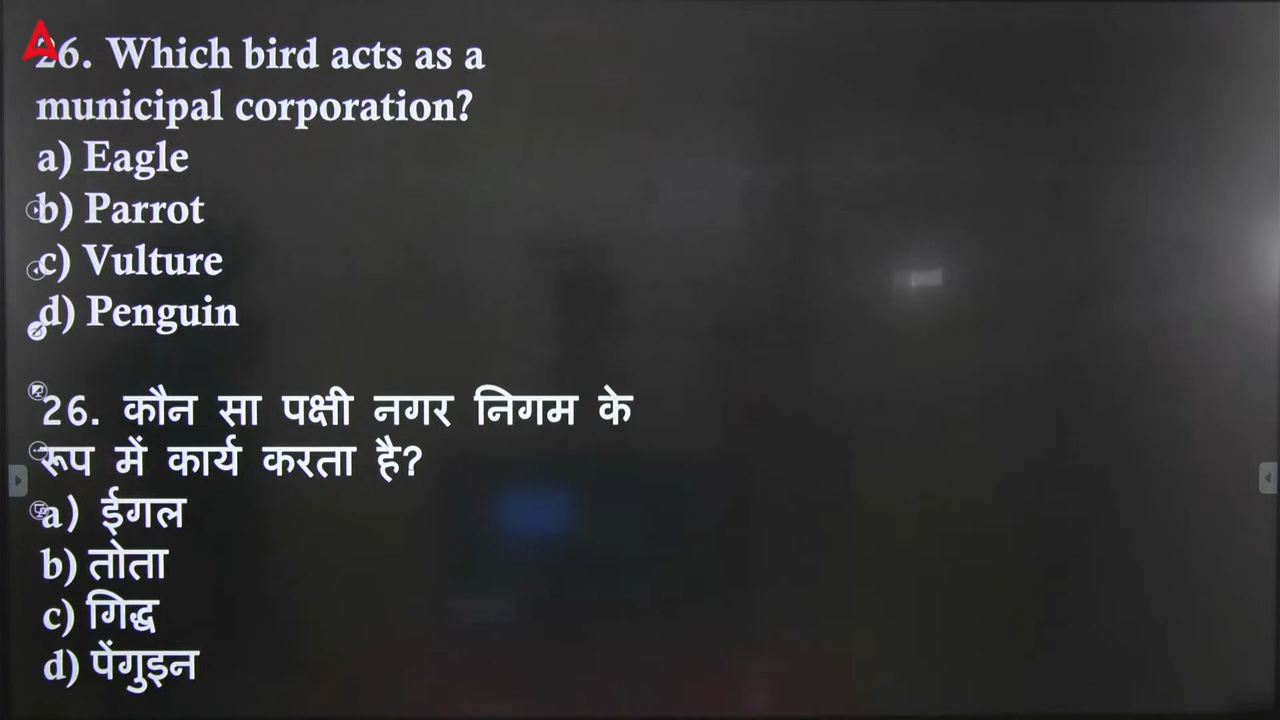 26. Which bird acts as a
municipal corporation?
a) Eagle
b) Parrot
c) Vulture
d) Penguin
26. कौन सा पक्षी नगर निगम के
रूप में कार्य करता है?
a) ईगल
b) तोता
c) गिद्ध
d) पेंगुइन